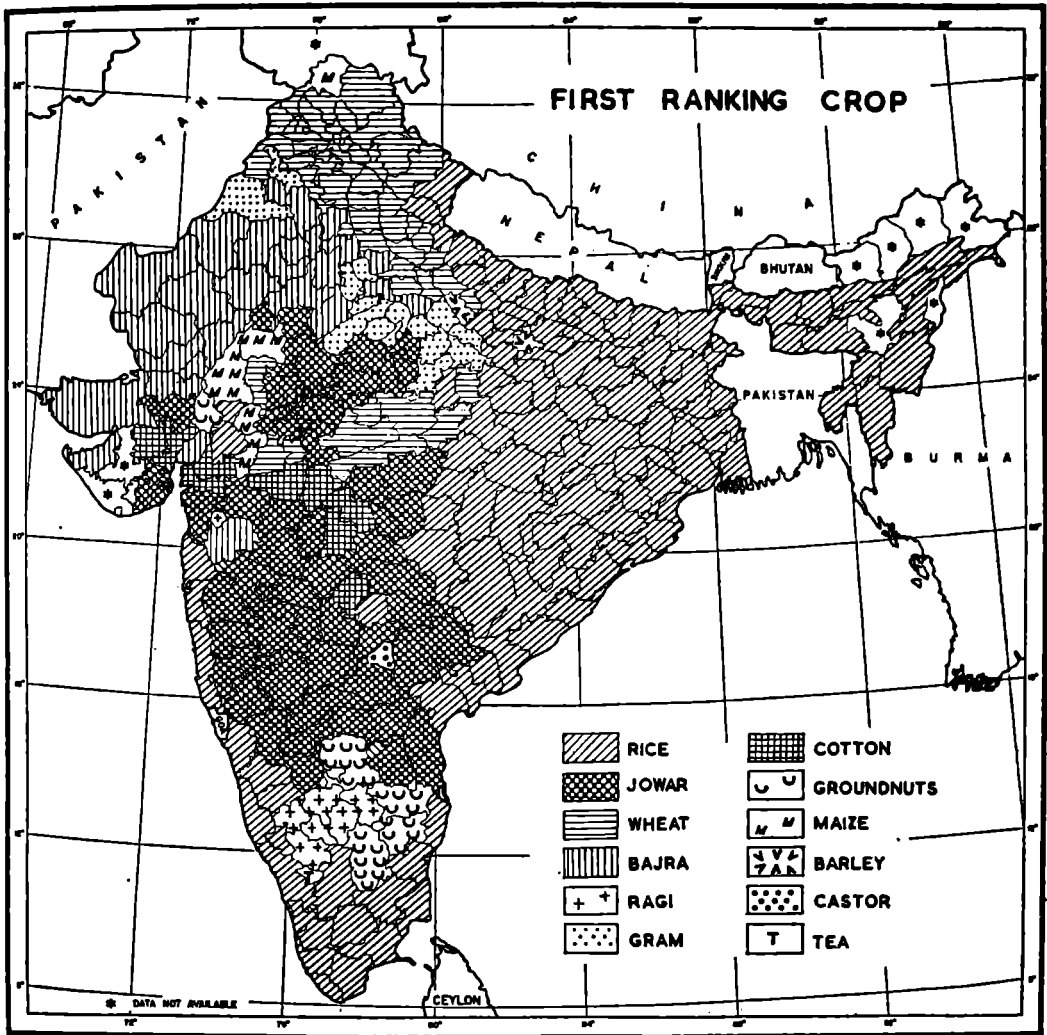 FIRST RANKING CROP
PAKISTAN
CHINA
NEPAL
BHUTAN
PAKISTAN
BURMA
CEYLON
RICE
JOWAR
WHEAT
BAJRA
RAGI
GRAM
COTTON
GROUNDNUTS
M M MAIZE
BARLEY
CASTOR
T TEA
* DATA NOT AVAILABLE